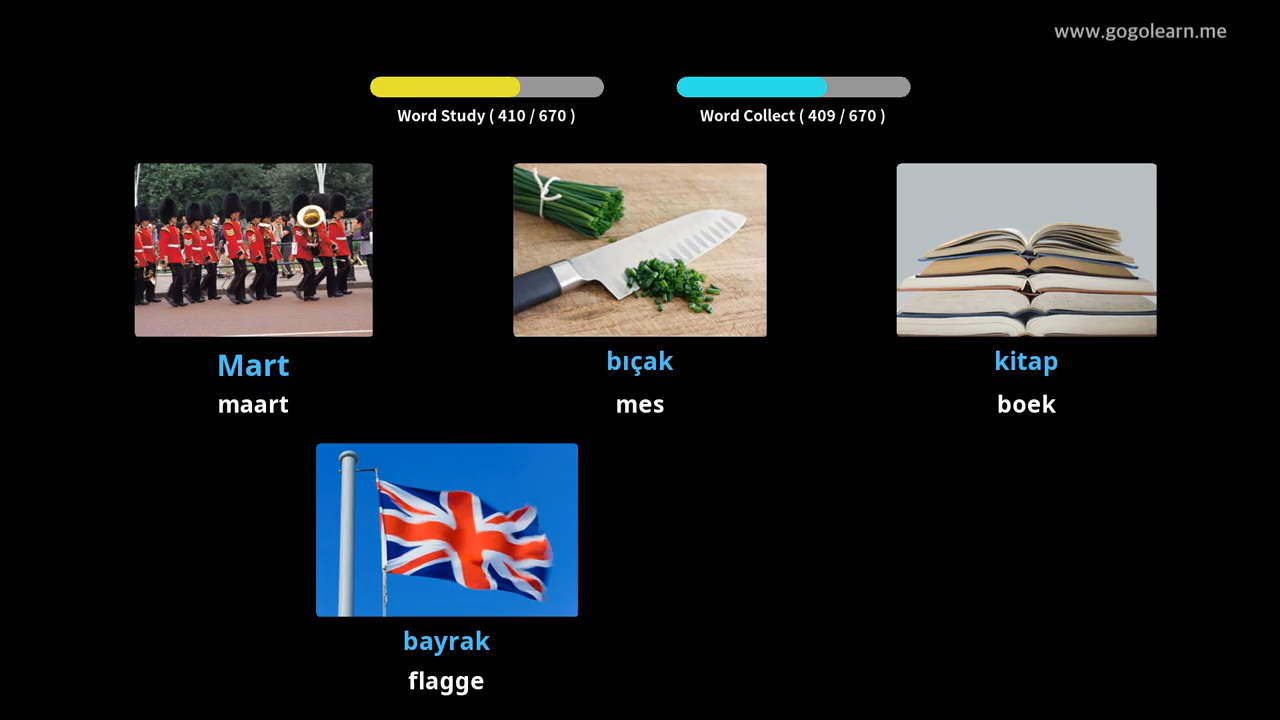 www.gogolearn.me
Word Study ( 410 / 670 )
Word Collect ( 409 / 670 )
Mart
maart
bıçak
mes
kitap
boek
bayrak
flagge